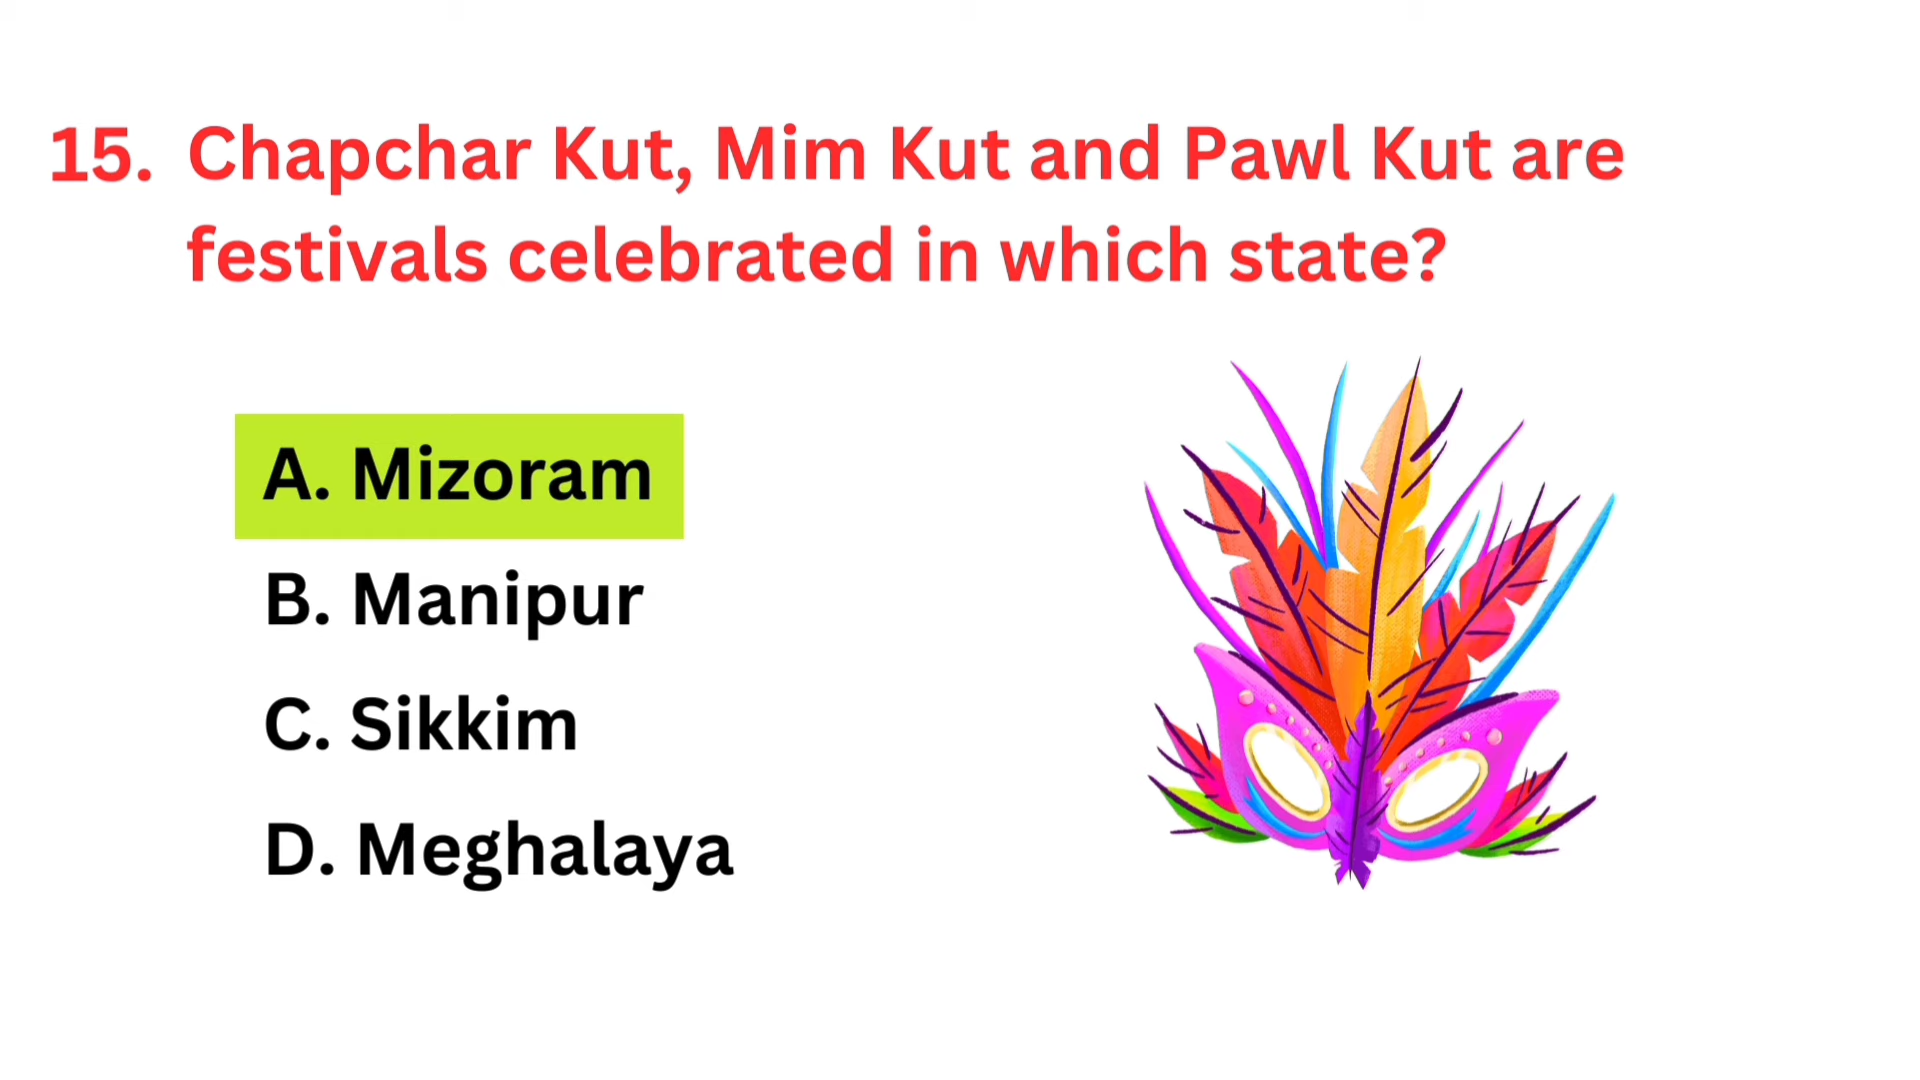 15. Chapchar Kut, Mim Kut and Pawl Kut are
festivals celebrated in which state?
A. Mizoram
B. Manipur
C. Sikkim
D. Meghalaya